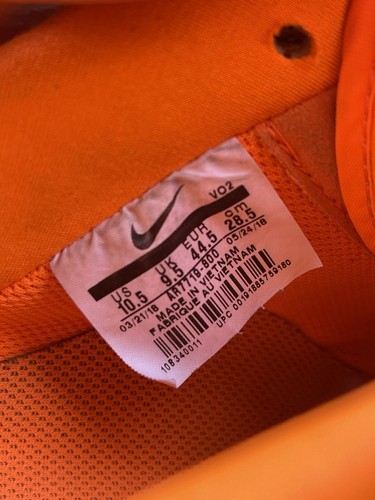 VO2
US UK EUR cm
10.5 9.5 44.5 28.5
03/21/18 AR7719-800 05/24/18
MADE IN VIETNAM
FABRIQUE AU VIETNAM
108340011 UPC 00191885759180